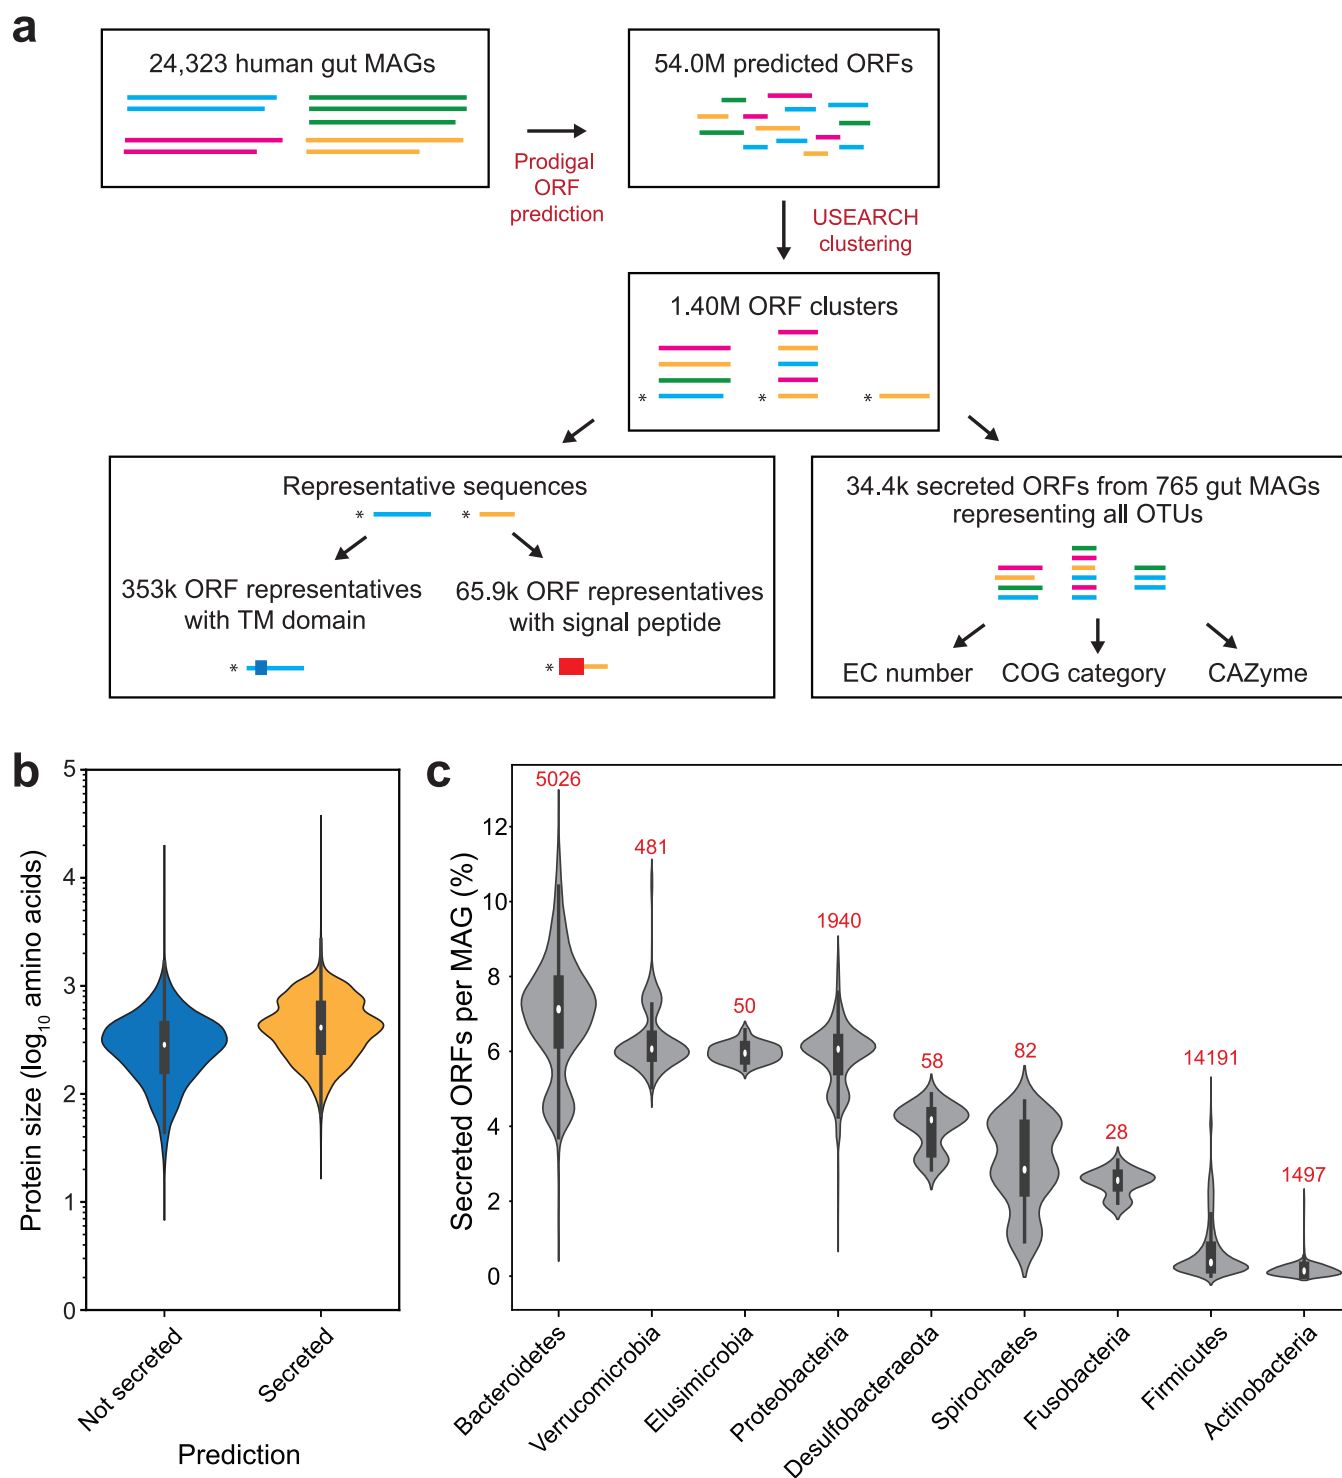 a
24,323 human gut MAGs
54.0M predicted ORFs
Prodigal
ORF
prediction
USEARCH
clustering
1.40M ORF clusters
*
*
*
Representative sequences
*
*
353k ORF representatives
with TM domain
65.9k ORF representatives
with signal peptide
*
*
34.4k secreted ORFs from 765 gut MAGs
representing all OTUs
EC number
COG category
CAZyme
b
Protein size (log10 amino acids)
5
4
3
2
1
0
Not secreted
Secreted
Prediction
c
Secreted ORFs per MAG (%)
12
10
8
6
4
2
0
5026
481
50
1940
58
82
28
14191
1497
Bacteroidetes
Verrucomicrobia
Elusimicrobia
Proteobacteria
Desulfobacteraeota
Spirochaetes
Fusobacteria
Firmicutes
Actinobacteria